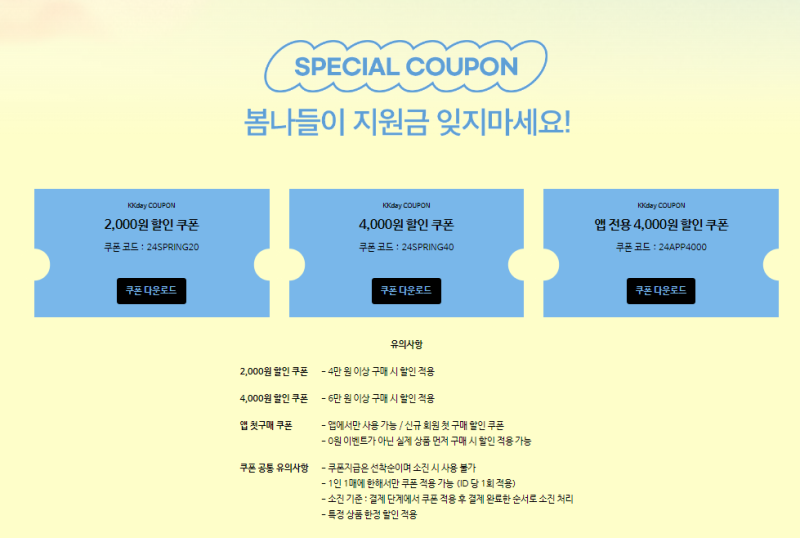 SPECIAL COUPON
봄나들이 지원금 잊지마세요!
KKday COUPON
2,000원 할인 쿠폰
쿠폰 코드 : 24SPRING20
쿠폰 다운로드
KKday COUPON
4,000원 할인 쿠폰
쿠폰 코드 : 24SPRING40
쿠폰 다운로드
KKday COUPON
앱 전용 4,000원 할인 쿠폰
쿠폰 코드 : 24APP4000
쿠폰 다운로드
유의사항
2,000원 할인 쿠폰 - 4만 원 이상 구매 시 할인 적용
4,000원 할인 쿠폰 - 6만 원 이상 구매 시 할인 적용
앱 첫구매 쿠폰 - 앱에서만 사용 가능 / 신규 회원 첫 구매 할인 쿠폰
- 0원 이벤트가 아닌 실제 상품 먼저 구매 시 할인 적용 가능
쿠폰 공통 유의사항 - 쿠폰지급은 선착순이며 소진 시 사용 불가
- 1인 1매에 한해서만 쿠폰 적용 가능 (ID 당 1회 적용)
- 소진 기준 : 결제 단계에서 쿠폰 적용 후 결제 완료한 순서로 소진 처리
- 특정 상품 한정 할인 적용